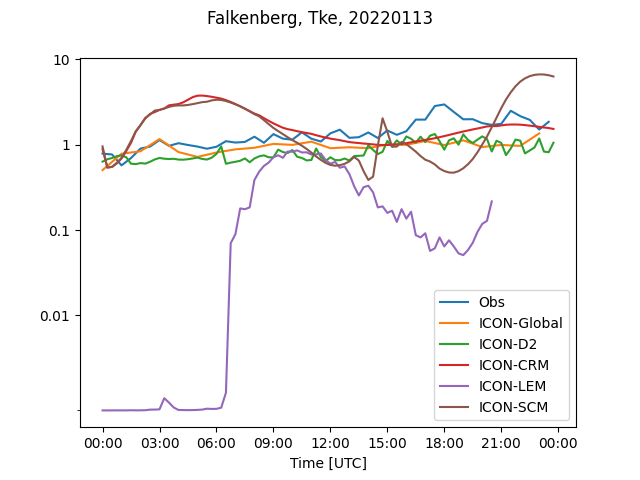 Falkenberg, Tke, 20220113
10
1
0.1
0.01
Obs
ICON-Global
ICON-D2
ICON-CRM
ICON-LEM
ICON-SCM
00:00 03:00 06:00 09:00 12:00 15:00 18:00 21:00 00:00
Time [UTC]